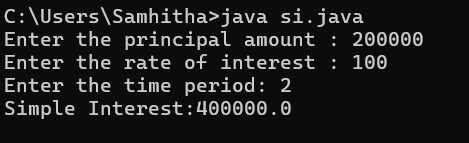 C:\Users\Samhitha>java si.java
Enter the principal amount : 200000
Enter the rate of interest : 100
Enter the time period: 2
Simple Interest:400000.0